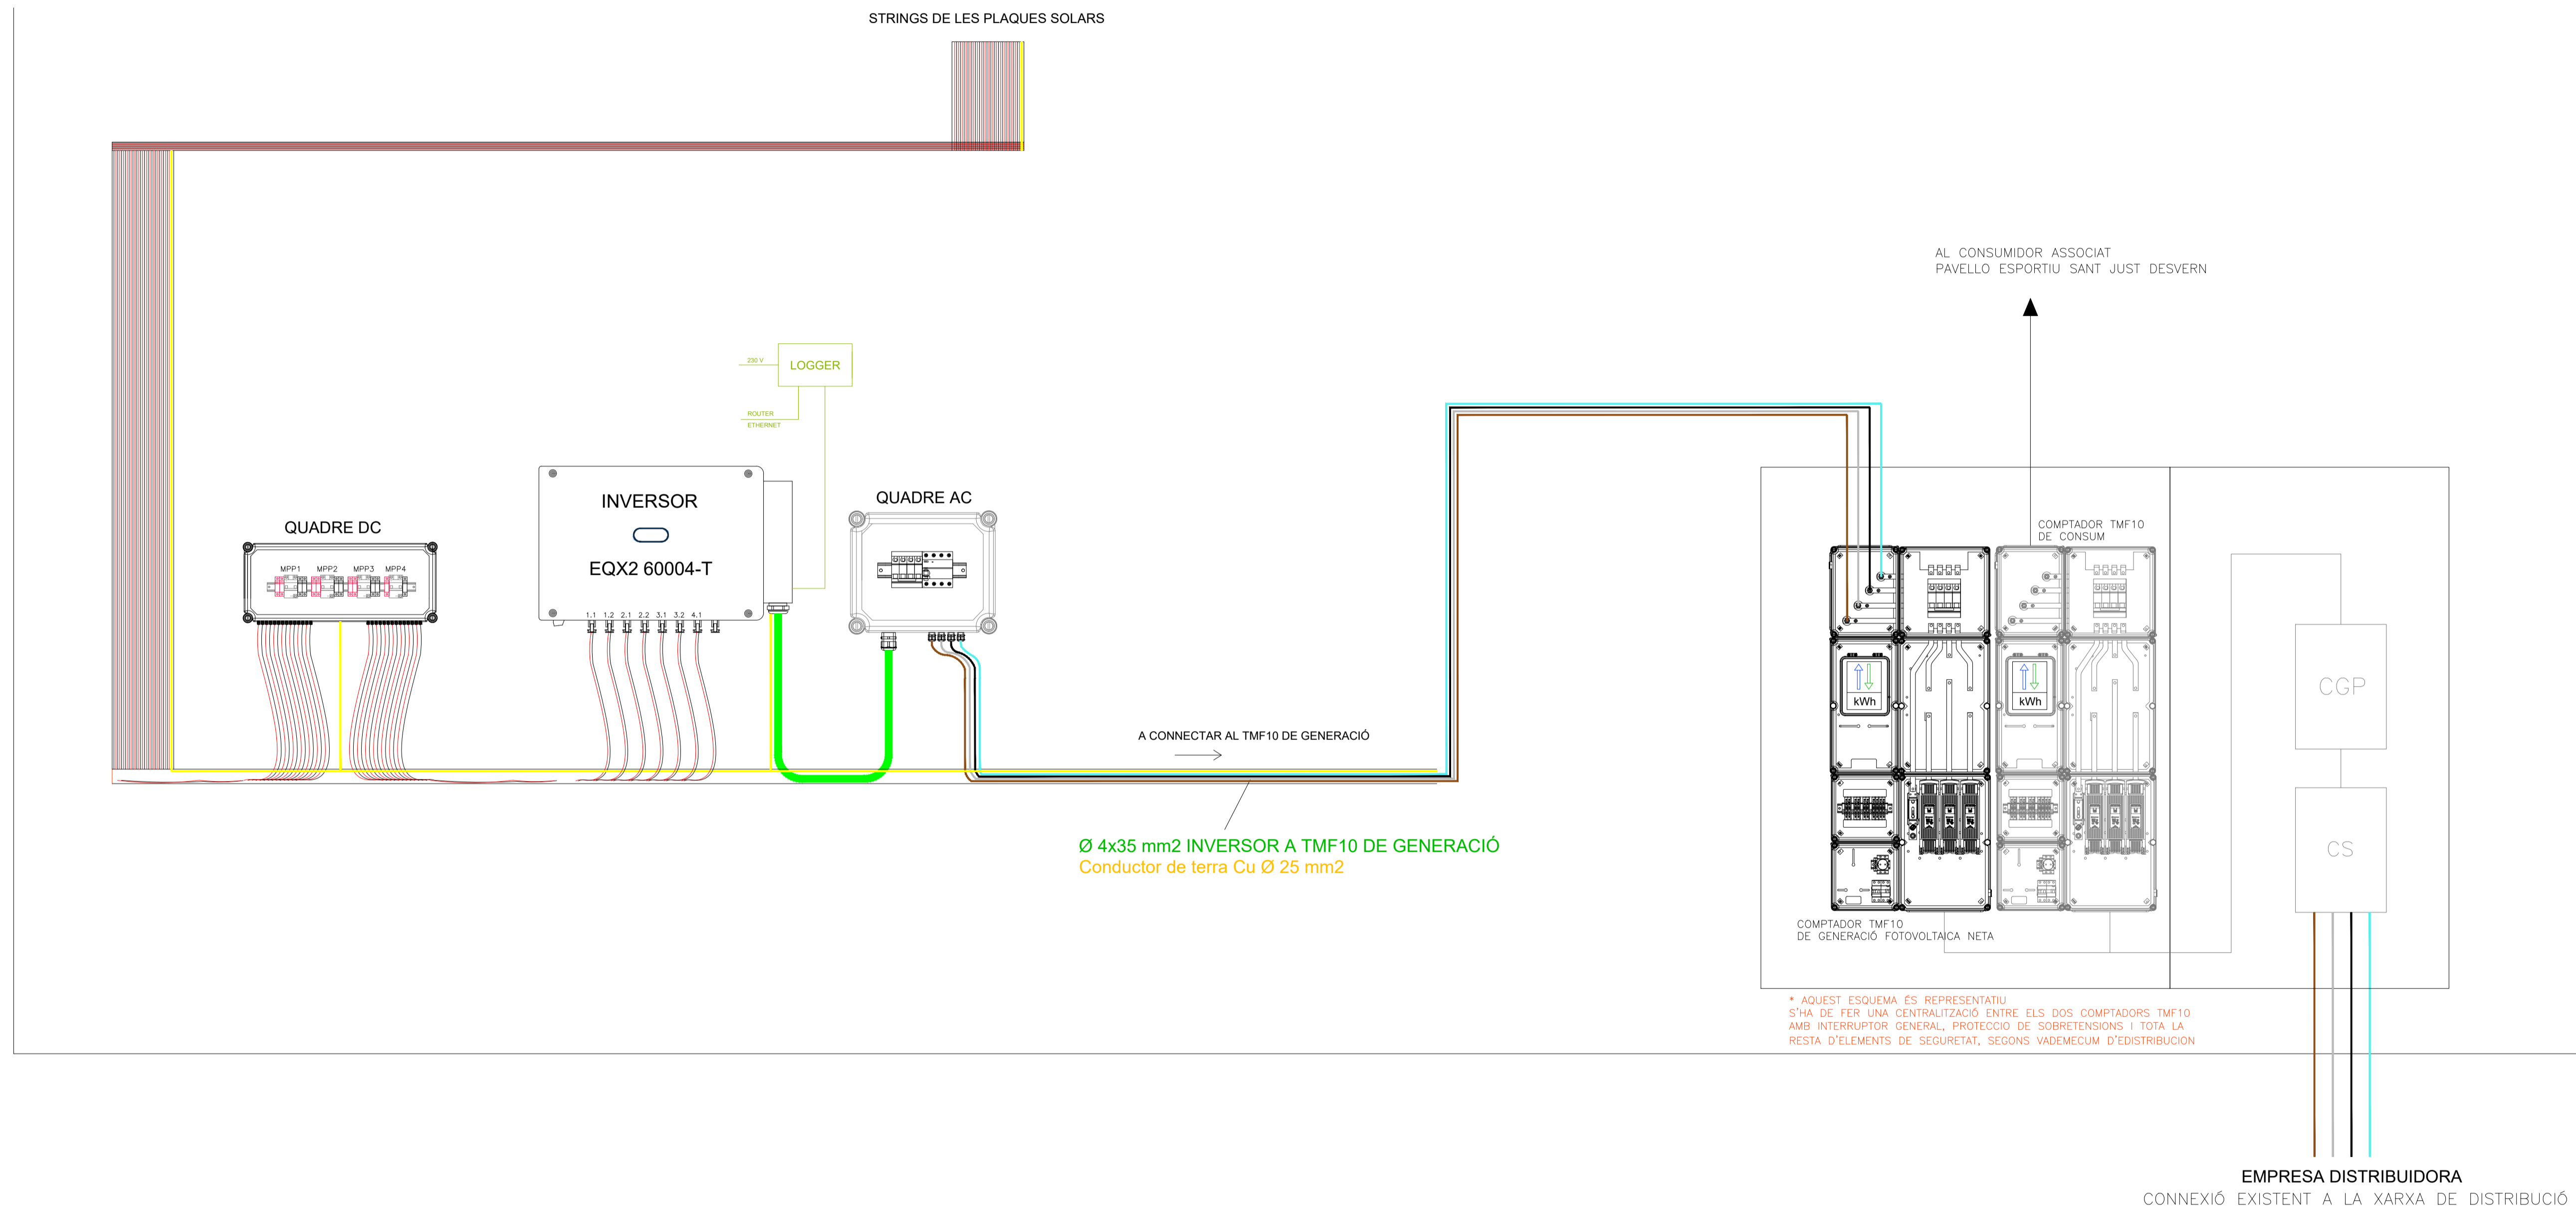 STRINGS DE LES PLAQUES SOLARS
AL CONSUMIDOR ASSOCIAT
PAVELLO ESPORTIU SANT JUST DESVERN
230 V
LOGGER
ROUTER
ETHERNET
INVERSOR
EQX2 60004-T
1.1 1.2 2.1 2.2 3.1 3.2 4.1
QUADRE AC
QUADRE DC
MPP1 MPP2 MPP3 MPP4
COMPTADOR TMF10
DE CONSUM
kWh
kWh
CGP
CS
A CONNECTAR AL TMF10 DE GENERACIÓ
Ø 4x35 mm2 INVERSOR A TMF10 DE GENERACIÓ
Conductor de terra Cu Ø 25 mm2
COMPTADOR TMF10
DE GENERACIÓ FOTOVOLTAICA NETA
* AQUEST ESQUEMA ÉS REPRESENTATIU
S'HA DE FER UNA CENTRALITZACIÓ ENTRE ELS DOS COMPTADORS TMF10
AMB INTERRUPTOR GENERAL, PROTECCIO DE SOBRETENSIONS I TOTA LA
RESTA D'ELEMENTS DE SEGURETAT, SEGONS VADEMECUM D'EDISTRIBUCION
EMPRESA DISTRIBUIDORA
CONNEXIÓ EXISTENT A LA XARXA DE DISTRIBUCIÓ